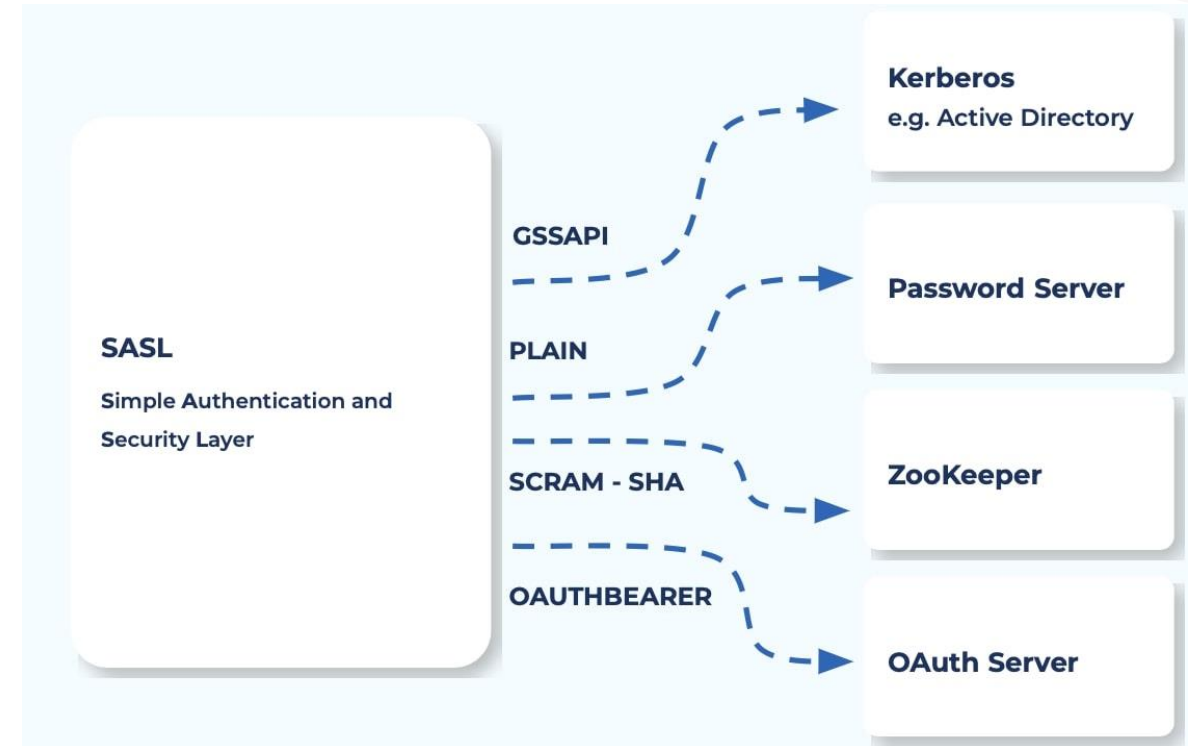 SASL
Simple Authentication and
Security Layer
GSSAPI
PLAIN
SCRAM - SHA
OAUTHBEARER
Kerberos
e.g. Active Directory
Password Server
ZooKeeper
OAuth Server